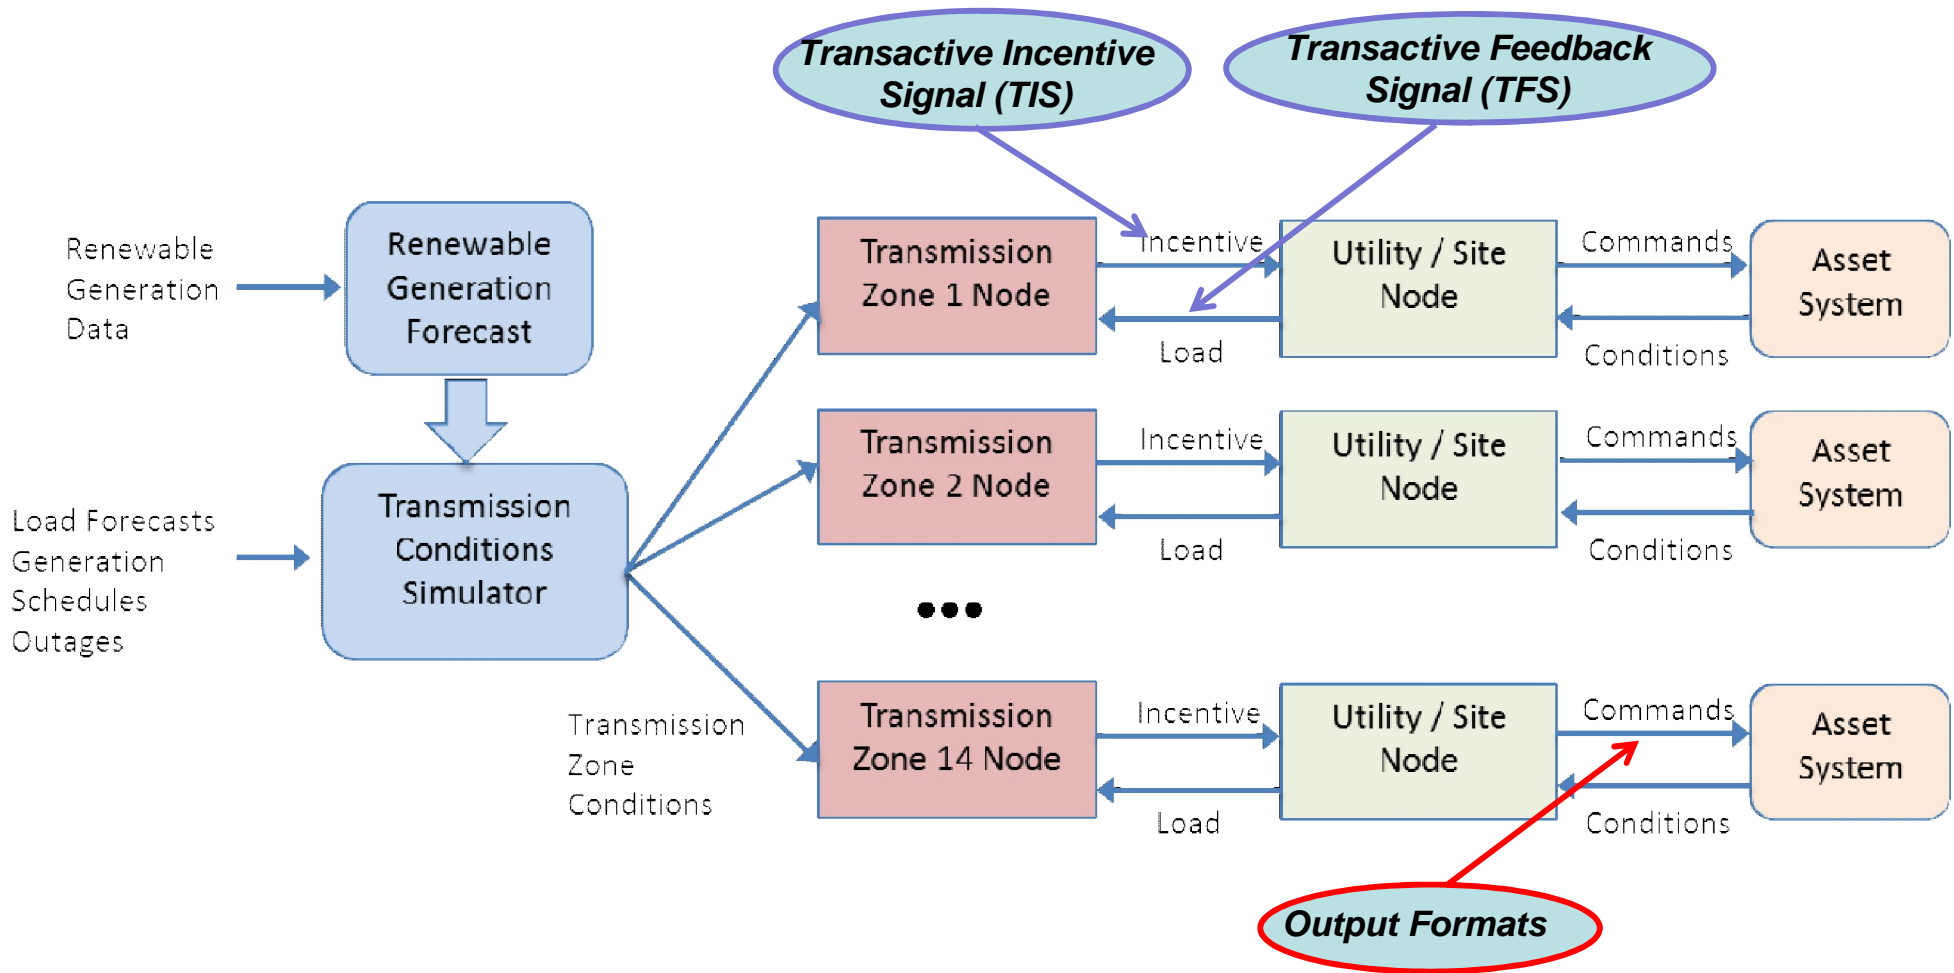 Transactive Incentive
Signal (TIS)
Transactive Feedback
Signal (TFS)
Renewable
Generation
Data
Renewable
Generation
Forecast
Load Forecasts
Generation
Schedules
Outages
Transmission
Conditions
Simulator
Transmission
Zone
Conditions
Transmission
Zone 1 Node
Incentive
Load
Utility / Site
Node
Commands
Conditions
Asset
System
Transmission
Zone 2 Node
Incentive
Load
Utility / Site
Node
Commands
Conditions
Asset
System
•••
Transmission
Zone 14 Node
Incentive
Load
Utility / Site
Node
Commands
Conditions
Asset
System
Output Formats